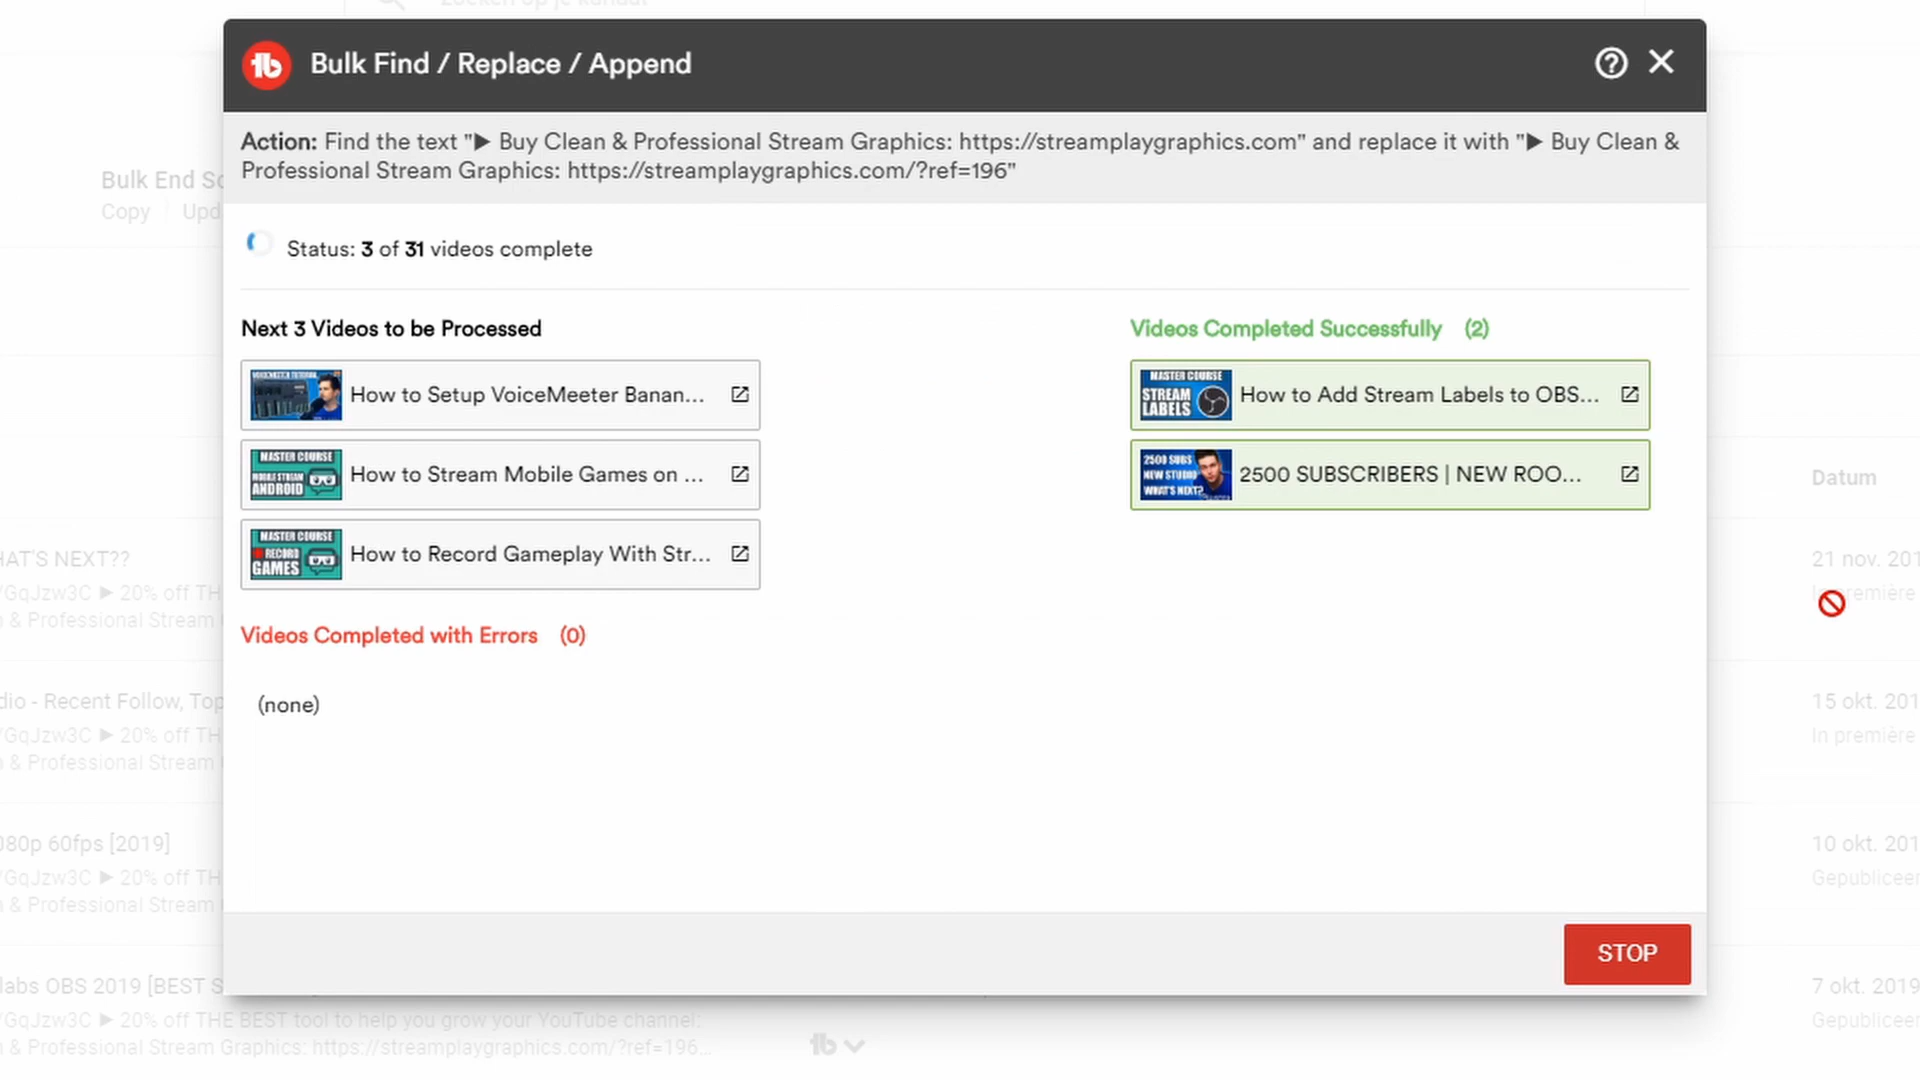 zoeken op je kanaal
Bulk Find / Replace / Append
Action: Find the text "▶ Buy Clean & Professional Stream Graphics: https://streamplaygraphics.com" and replace it with "▶ Buy Clean &
Professional Stream Graphics: https://streamplaygraphics.com/?ref=196"
Bulk End Sc
Copy
Upd
Status: 3 of 31 videos complete
Next 3 Videos to be Processed
VOICEMEETER TUTORIAL
How to Setup VoiceMeeter Banan...
MASTER COURSE
MOBILE STREAM
ANDROID
How to Stream Mobile Games on ...
MASTER COURSE
RECORD
GAMES
How to Record Gameplay With Str...
Videos Completed Successfully (2)
MASTER COURSE
STREAM
LABELS
How to Add Stream Labels to OBS...
2500 SUBS
NEW STUDIO
WHAT'S NEXT?
2500 SUBSCRIBERS | NEW ROO...
Videos Completed with Errors (0)
(none)
STOP
Datum
HAT'S NEXT??
/GqJzw3C ▶ 20% off TH
& Professional Stream
21 nov. 201
première
dio - Recent Follow, Top
/GqJzw3C ▶ 20% off TH
& Professional Stream
15 okt. 201
In première
080p 60fps [2019]
/GqJzw3C ▶ 20% off TH
& Professional Stream
10 okt. 201
Gepubliceer
labs OBS 2019 [BEST S
/GqJzw3C ▶ 20% off THE BEST tool to help you grow your YouTube channel:
& Professional Stream Graphics: https://streamplaygraphics.com/?ref=196...
7 okt. 2019
Gepubliceer